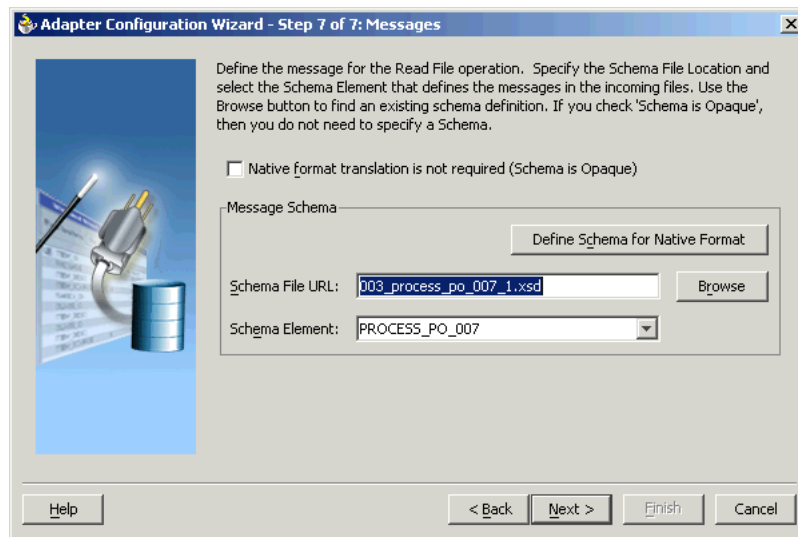 Adapter Configuration Wizard - Step 7 of 7: Messages
Define the message for the Read File operation. Specify the Schema File Location and
select the Schema Element that defines the messages in the incoming files. Use the
Browse button to find an existing schema definition. If you check 'Schema is Opaque',
then you do not need to specify a Schema.
Native format translation is not required (Schema is Opaque)
Message Schema
Define Schema for Native Format
Schema File URL: 003_process_po_007_1.xsd Browse
Schema Element: PROCESS_PO_007
Help < Back Next > Finish Cancel